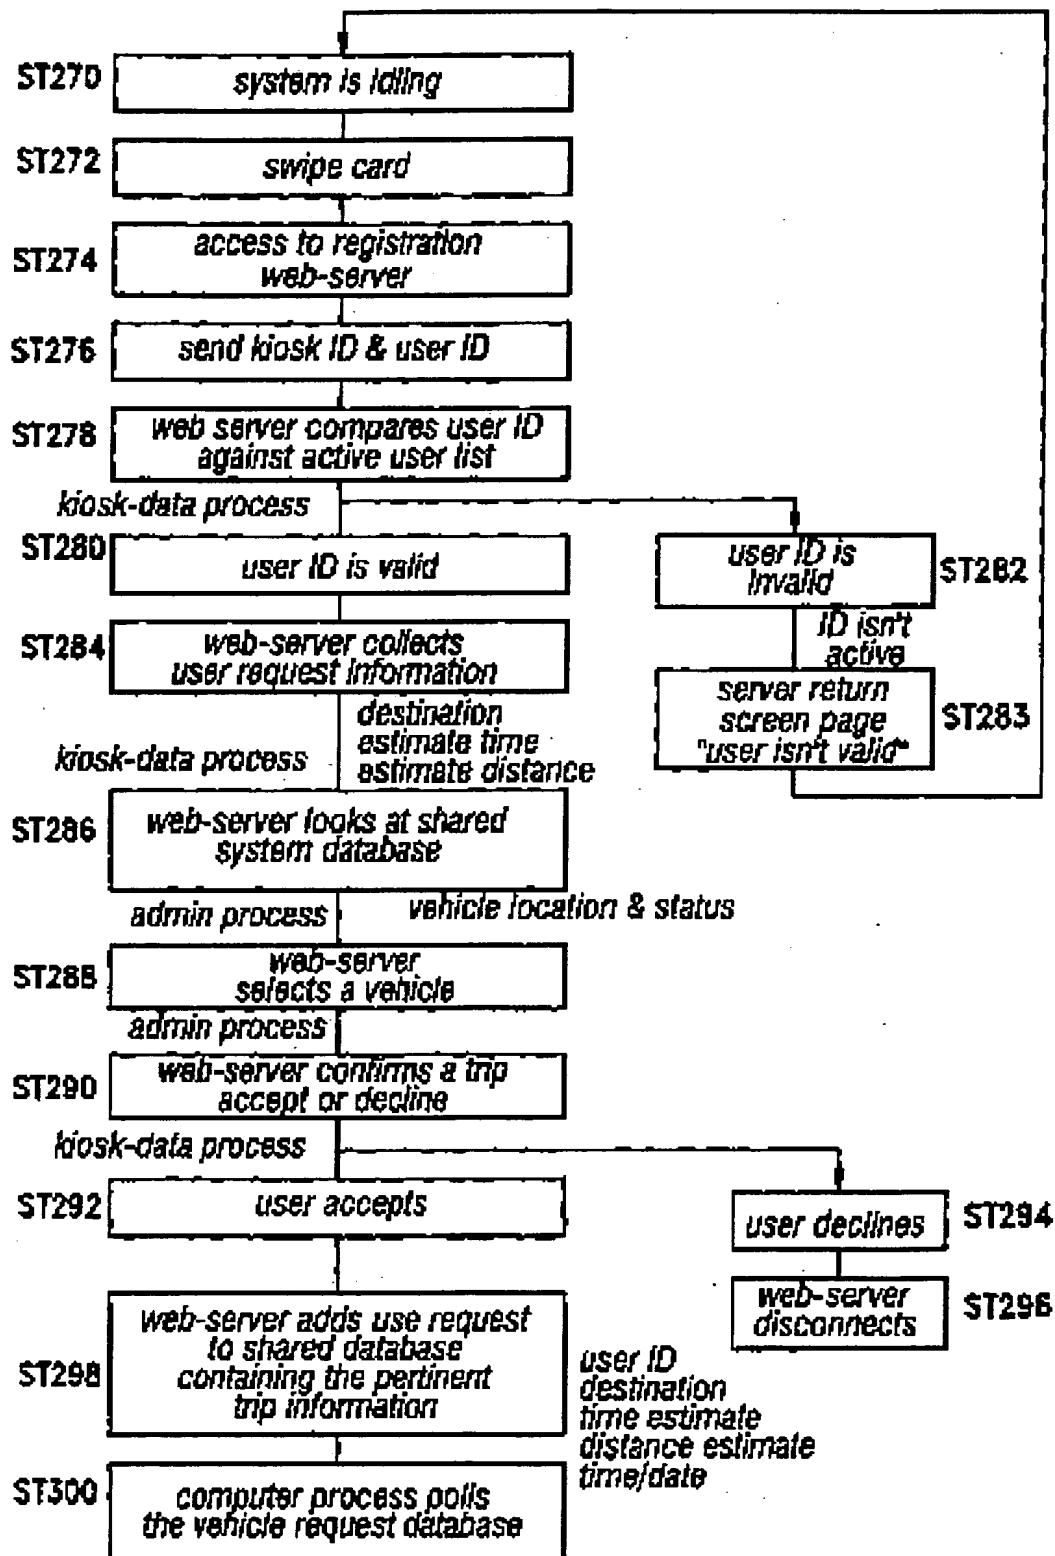 ST270
system is idling
ST272
swipe card
ST274
access to registration
web-server
ST276
send kiosk ID & user ID
ST278
web server compares user ID
against active user list
kiosk-data process
ST280
user ID is valid
user ID is
invalid
ST282
ID isn't
active
ST284
web-server collects
user request information
server return
screen page
"user isn't valid"
ST283
destination
estimate time
estimate distance
kiosk-data process
ST286
web-server looks at shared
system database
admin process
vehicle location & status
ST288
web-server
selects a vehicle
admin process
ST290
web-server confirms a trip
accept or decline
kiosk-data process
ST292
user accepts
user declines
ST294
web-server
disconnects
ST296
ST298
web-server adds use request
to shared database
containing the pertinent
trip information
user ID
destination
time estimate
distance estimate
time/date
ST300
computer process polls
the vehicle request database